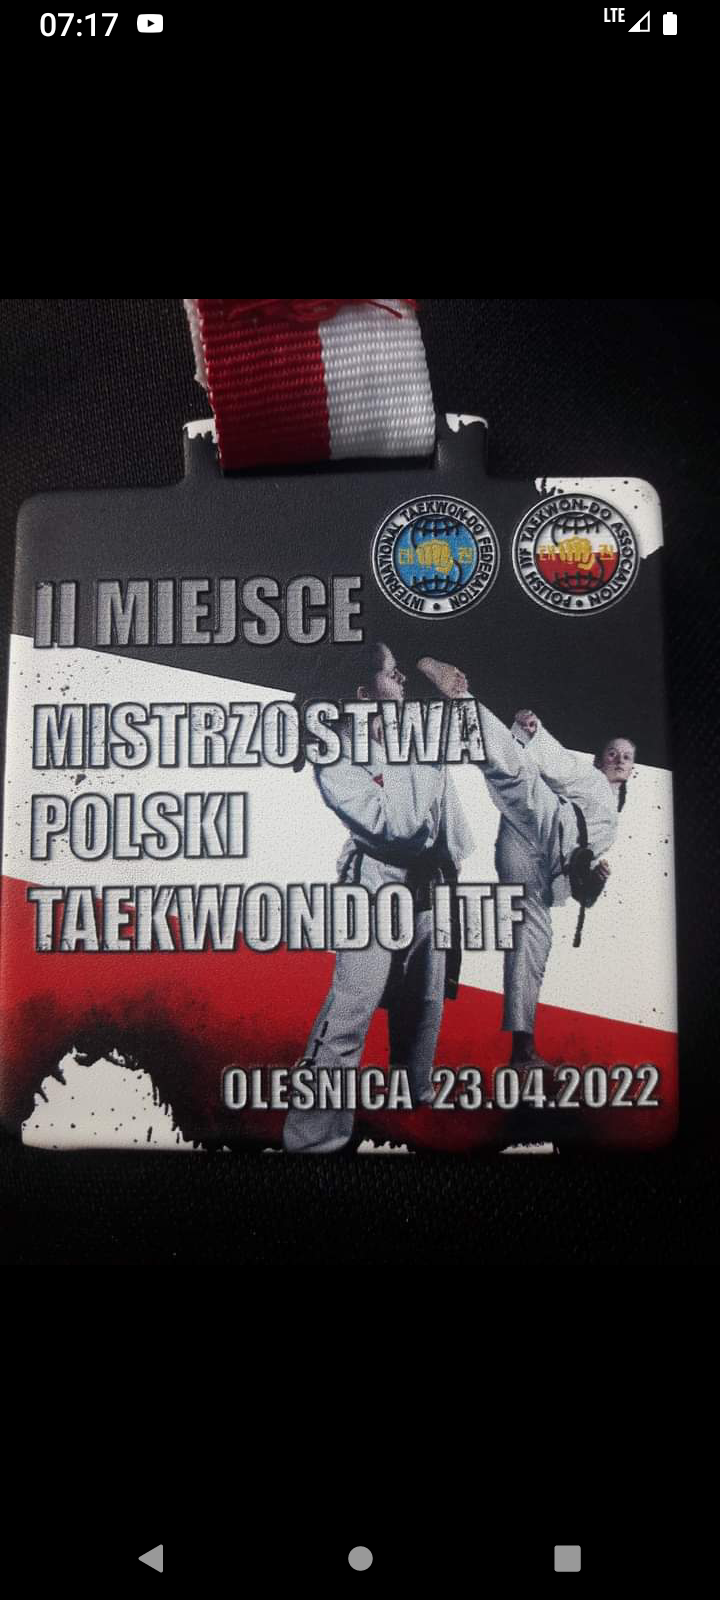 07:17
LTE
INTERNATIONAL TAEKWON-DO FEDERATION
POLISH ITF TAEKWON-DO ASSOCIATION
II MIEJSCE
MISTRZOSTWA
POLSKI
TAEKWONDO ITF
OLEŚNICA 23.04.2022